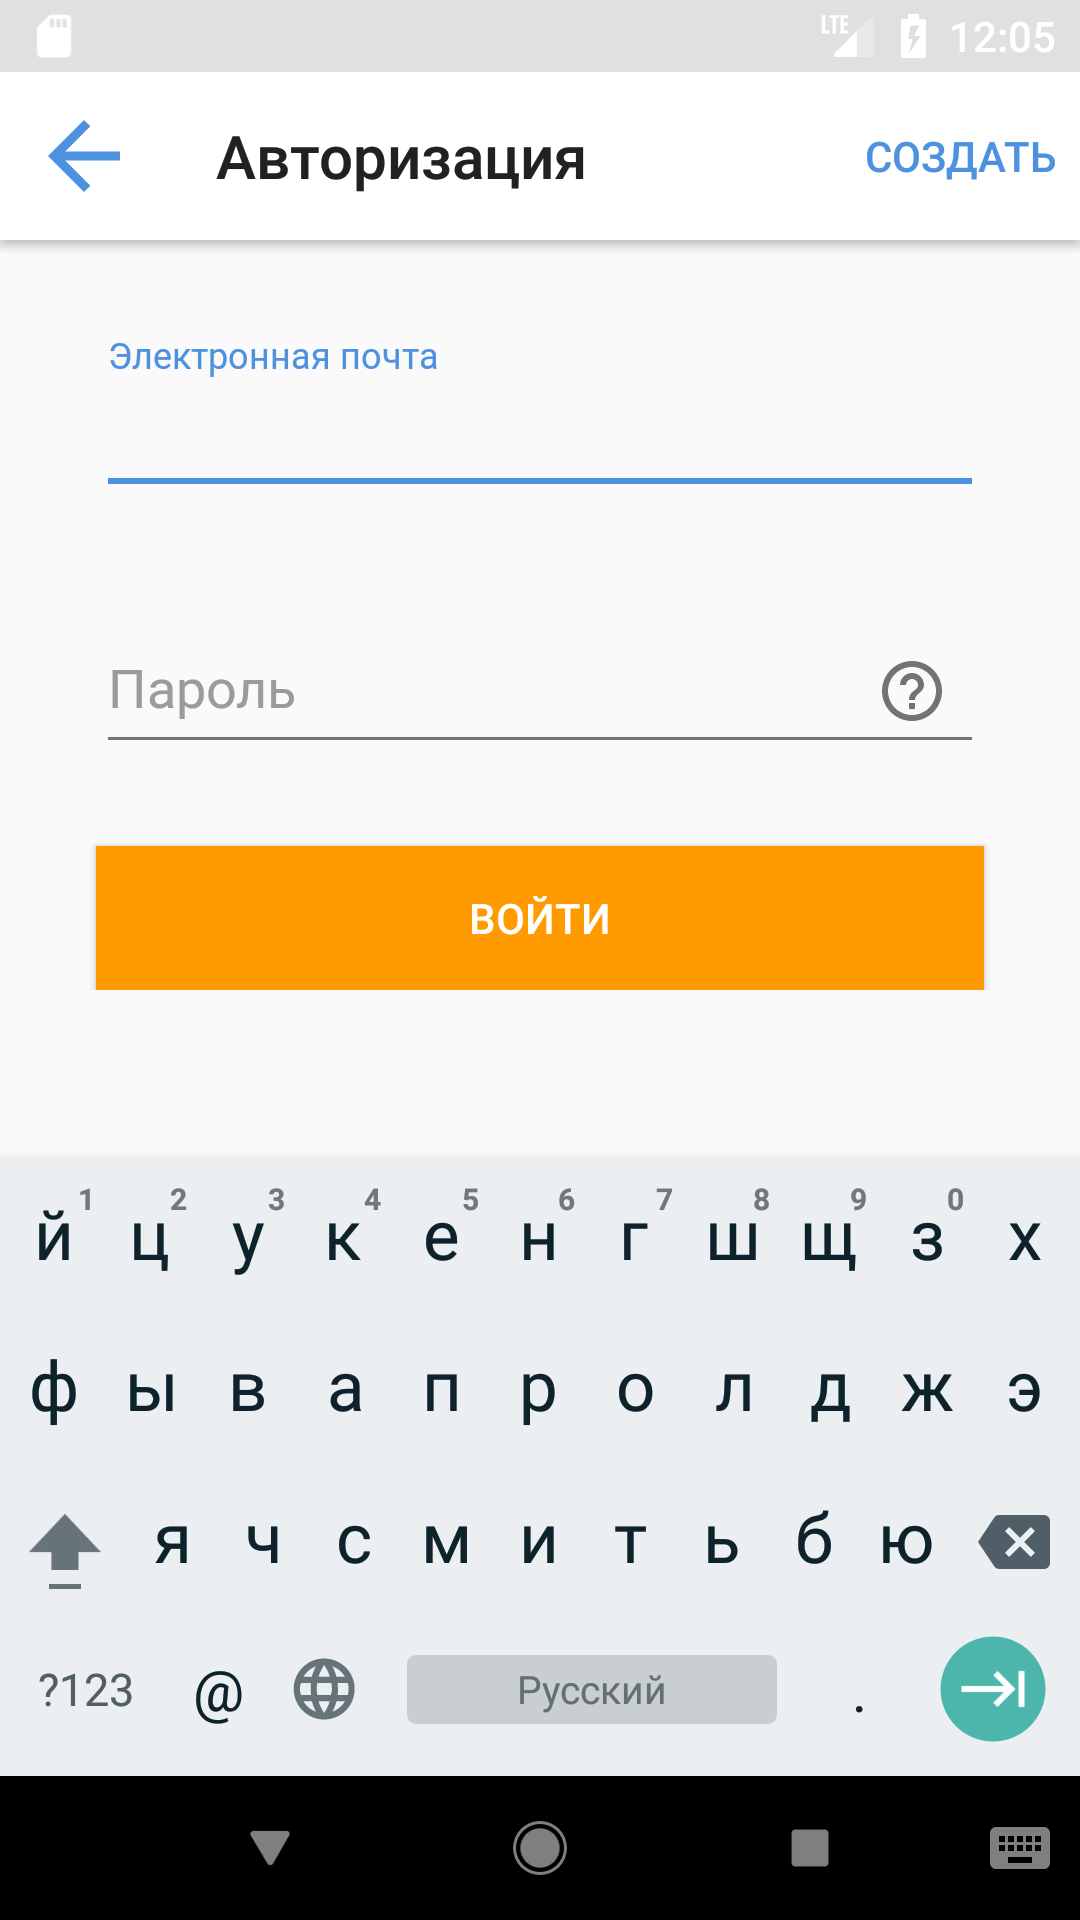 LTE 12:05
Авторизация СОЗДАТЬ
Электронная почта
Пароль ?
ВОЙТИ
1 2 3 4 5 6 7 8 9 0
й ц у к е н г ш щ з х
ф ы в а п р о л д ж э
я ч с м и т ь б ю
?123 @ Русский .